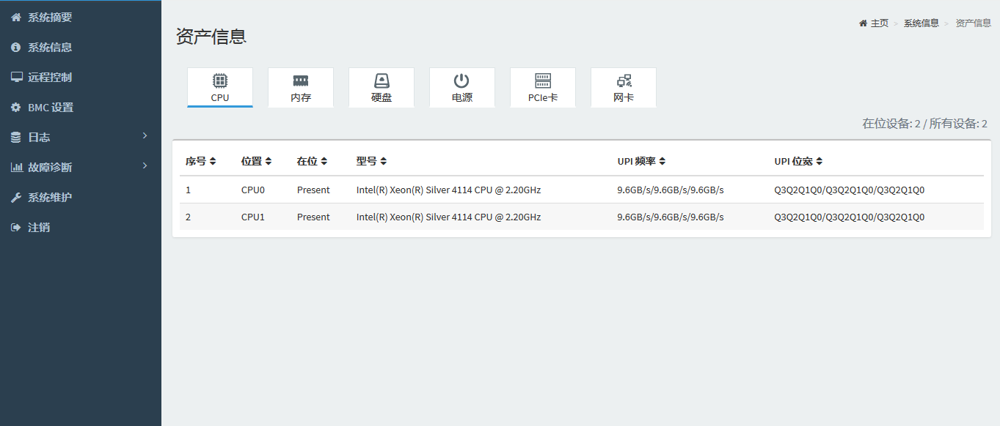 系统摘要
系统信息
远程控制
BMC 设置
日志
故障诊断
系统维护
注销
主页 > 系统信息 > 资产信息
资产信息
CPU 内存 硬盘 电源 PCIe卡 网卡
在位设备: 2 / 所有设备: 2
序号 位置 在位 型号 UPI 频率 UPI 位宽
1 CPU0 Present Intel(R) Xeon(R) Silver 4114 CPU @ 2.20GHz 9.6GB/s/9.6GB/s/9.6GB/s Q3Q2Q1Q0/Q3Q2Q1Q0/Q3Q2Q1Q0
2 CPU1 Present Intel(R) Xeon(R) Silver 4114 CPU @ 2.20GHz 9.6GB/s/9.6GB/s/9.6GB/s Q3Q2Q1Q0/Q3Q2Q1Q0/Q3Q2Q1Q0